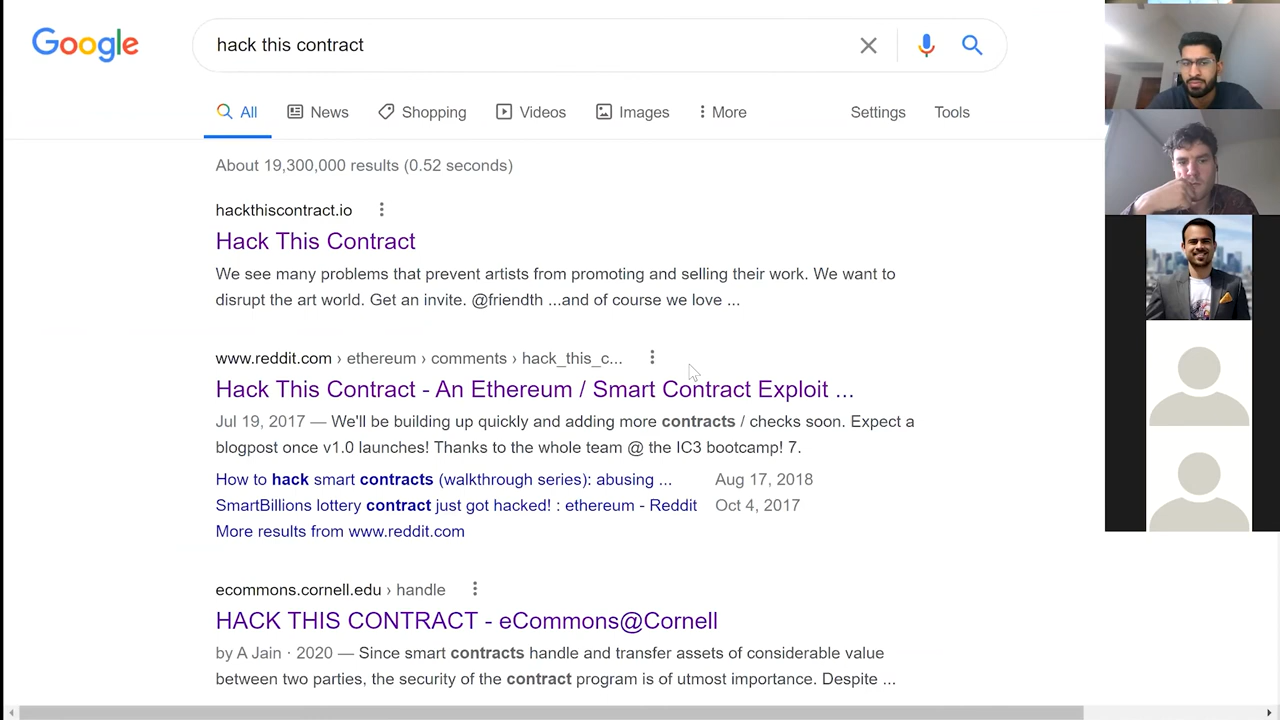 Google
hack this contract
All
News
Shopping
Videos
Images
More
Settings
Tools
About 19,300,000 results (0.52 seconds)
hackthiscontract.io
Hack This Contract
We see many problems that prevent artists from promoting and selling their work. We want to
disrupt the art world. Get an invite. @friendth ...and of course we love ...
www.reddit.com › ethereum › comments › hack_this_c...
Hack This Contract - An Ethereum / Smart Contract Exploit ...
Jul 19, 2017 — We'll be building up quickly and adding more contracts / checks soon. Expect a
blogpost once v1.0 launches! Thanks to the whole team @ the IC3 bootcamp! 7.
How to hack smart contracts (walkthrough series): abusing ... Aug 17, 2018
SmartBillions lottery contract just got hacked! : ethereum - Reddit Oct 4, 2017
More results from www.reddit.com
ecommons.cornell.edu › handle
HACK THIS CONTRACT - eCommons@Cornell
by A Jain · 2020 — Since smart contracts handle and transfer assets of considerable value
between two parties, the security of the contract program is of utmost importance. Despite ...